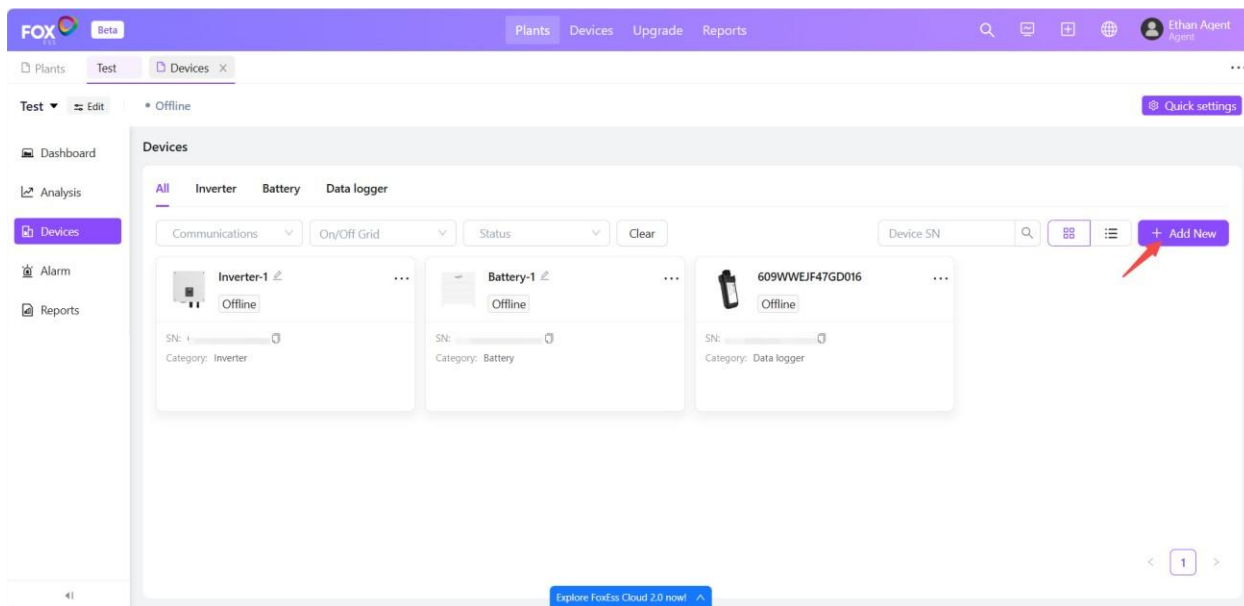 FOX ESS Beta Plants Devices Upgrade Reports Ethan Agent
Agent
Plants Test Devices
Test Edit Offline Quick settings
Dashboard
Analysis
Devices
Alarm
Reports
Devices
All Inverter Battery Data logger
Communications On/Off Grid Status Clear Device SN + Add New
Inverter-1
Offline
SN:
Category: Inverter
Battery-1
Offline
SN:
Category: Battery
609WWEJF47GD016
Offline
SN:
Category: Data logger
< 1 >
Explore FoxEss Cloud 2.0 now!